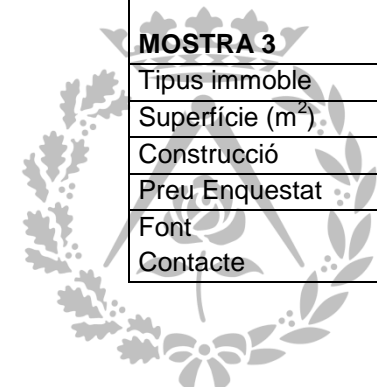 MOSTRA 3
Tipus immoble
Superfície (m²)
Construcció
Preu Enquestat
Font
Contacte